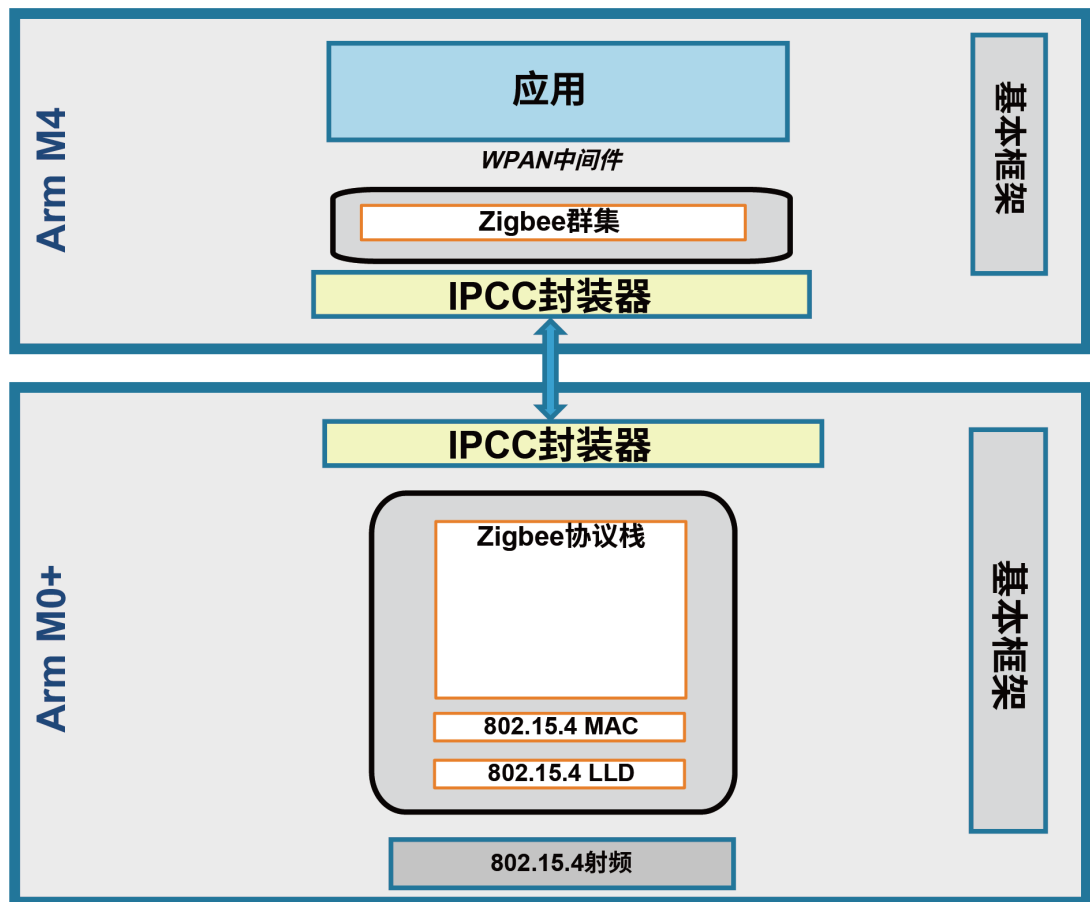 Arm M4
应用
WPAN中间件
Zigbee群集
IPCC封装器
基本框架
Arm M0+
IPCC封装器
Zigbee协议栈
802.15.4 MAC
802.15.4 LLD
802.15.4射频
基本框架